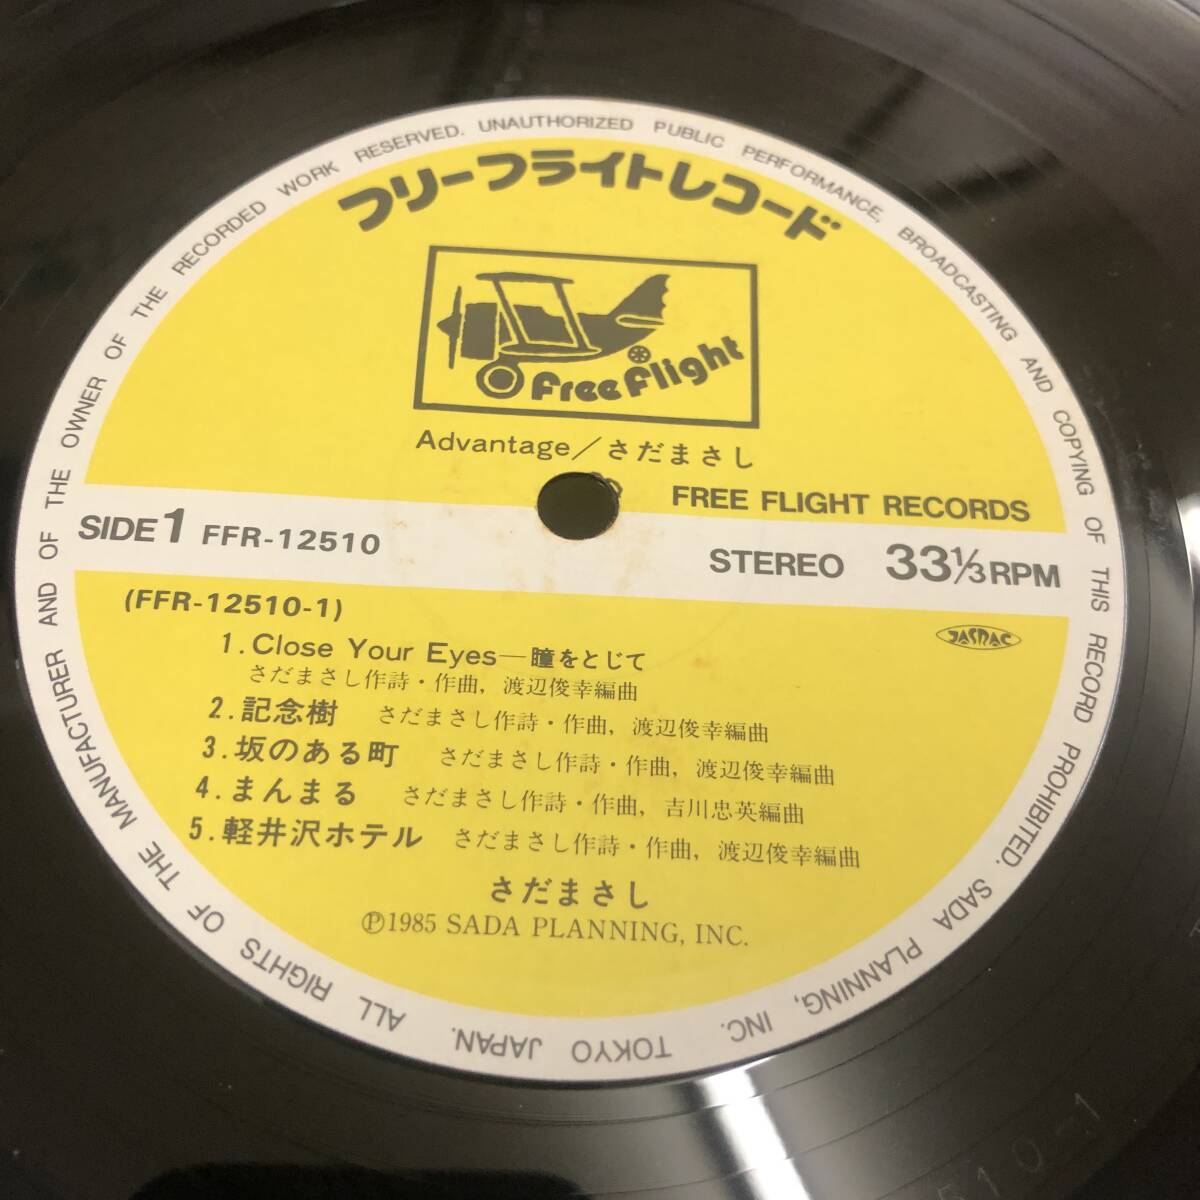 ALL RIGHTS OF THE MANUFACTURER AND OF THE OWNER OF THE RECORDED WORK RESERVED. UNAUTHORIZED PUBLIC PERFORMANCE, BROADCASTING AND COPYING OF THIS RECORD PROHIBITED. SADA PLANNING, INC. TOKYO JAPAN.
フリーフライトレコード
Free Flight
Advantage/さだまさし
FREE FLIGHT RECORDS
SIDE 1 FFR-12510
STEREO 33⅓RPM
(FFR-12510-1)
JASRAC
1.Close Your Eyes—瞳をとじて
さだまさし作詩・作曲,渡辺俊幸編曲
2.記念樹 さだまさし作詩・作曲,渡辺俊幸編曲
3.坂のある町 さだまさし作詩・作曲,渡辺俊幸編曲
4.まんまる さだまさし作詩・作曲,吉川忠英編曲
5.軽井沢ホテル さだまさし作詩・作曲,渡辺俊幸編曲
さだまさし
Ⓟ1985 SADA PLANNING, INC.